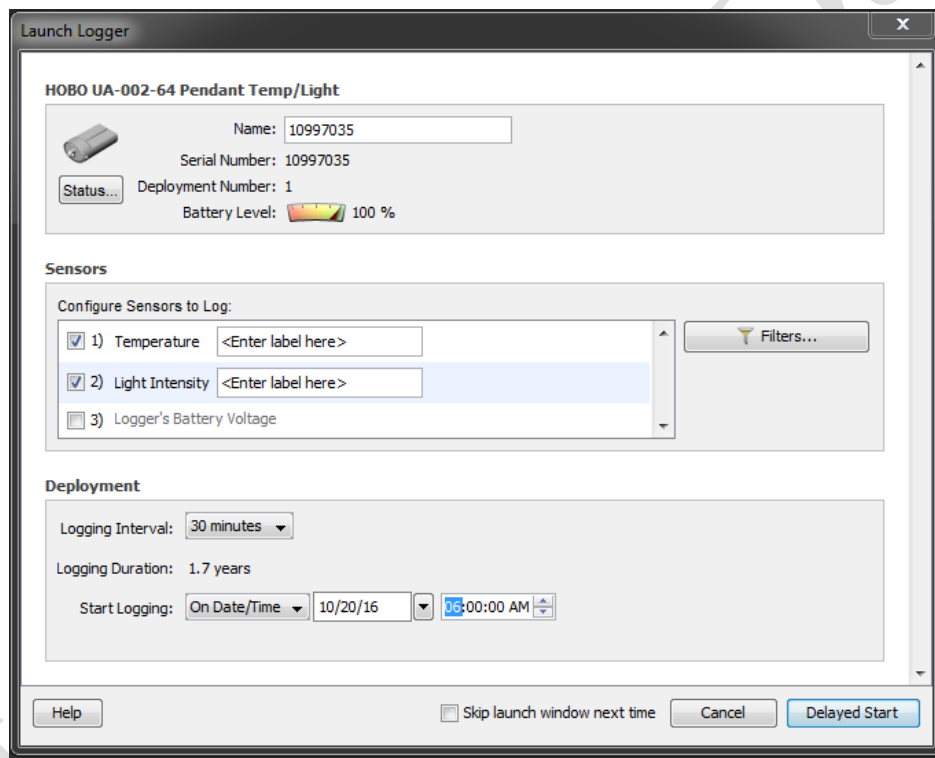 Launch Logger
x
HOBO UA-002-64 Pendant Temp/Light
Name: 10997035
Serial Number: 10997035
Status... Deployment Number: 1
Battery Level: 100 %
Sensors
Configure Sensors to Log:
1) Temperature <Enter label here>
Filters...
2) Light Intensity <Enter label here>
3) Logger's Battery Voltage
Deployment
Logging Interval: 30 minutes
Logging Duration: 1.7 years
Start Logging: On Date/Time 10/20/16 06:00:00 AM
Help Skip launch window next time Cancel Delayed Start